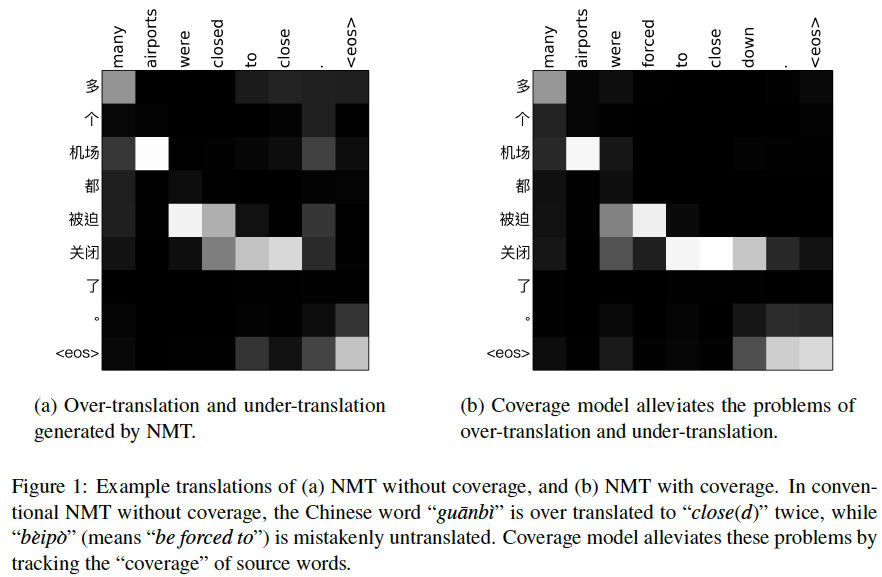 many airports were closed to close . <eos>
多
个
机场
都
被迫
关闭
了
。
<eos>
(a) Over-translation and under-translation
generated by NMT.
many airports were forced to close down . <eos>
多
个
机场
都
被迫
关闭
了
。
<eos>
(b) Coverage model alleviates the problems of
over-translation and under-translation.
Figure 1: Example translations of (a) NMT without coverage, and (b) NMT with coverage. In conven-
tional NMT without coverage, the Chinese word “guānbì” is over translated to “close(d)” twice, while
“bèipò” (means “be forced to”) is mistakenly untranslated. Coverage model alleviates these problems by
tracking the “coverage” of source words.